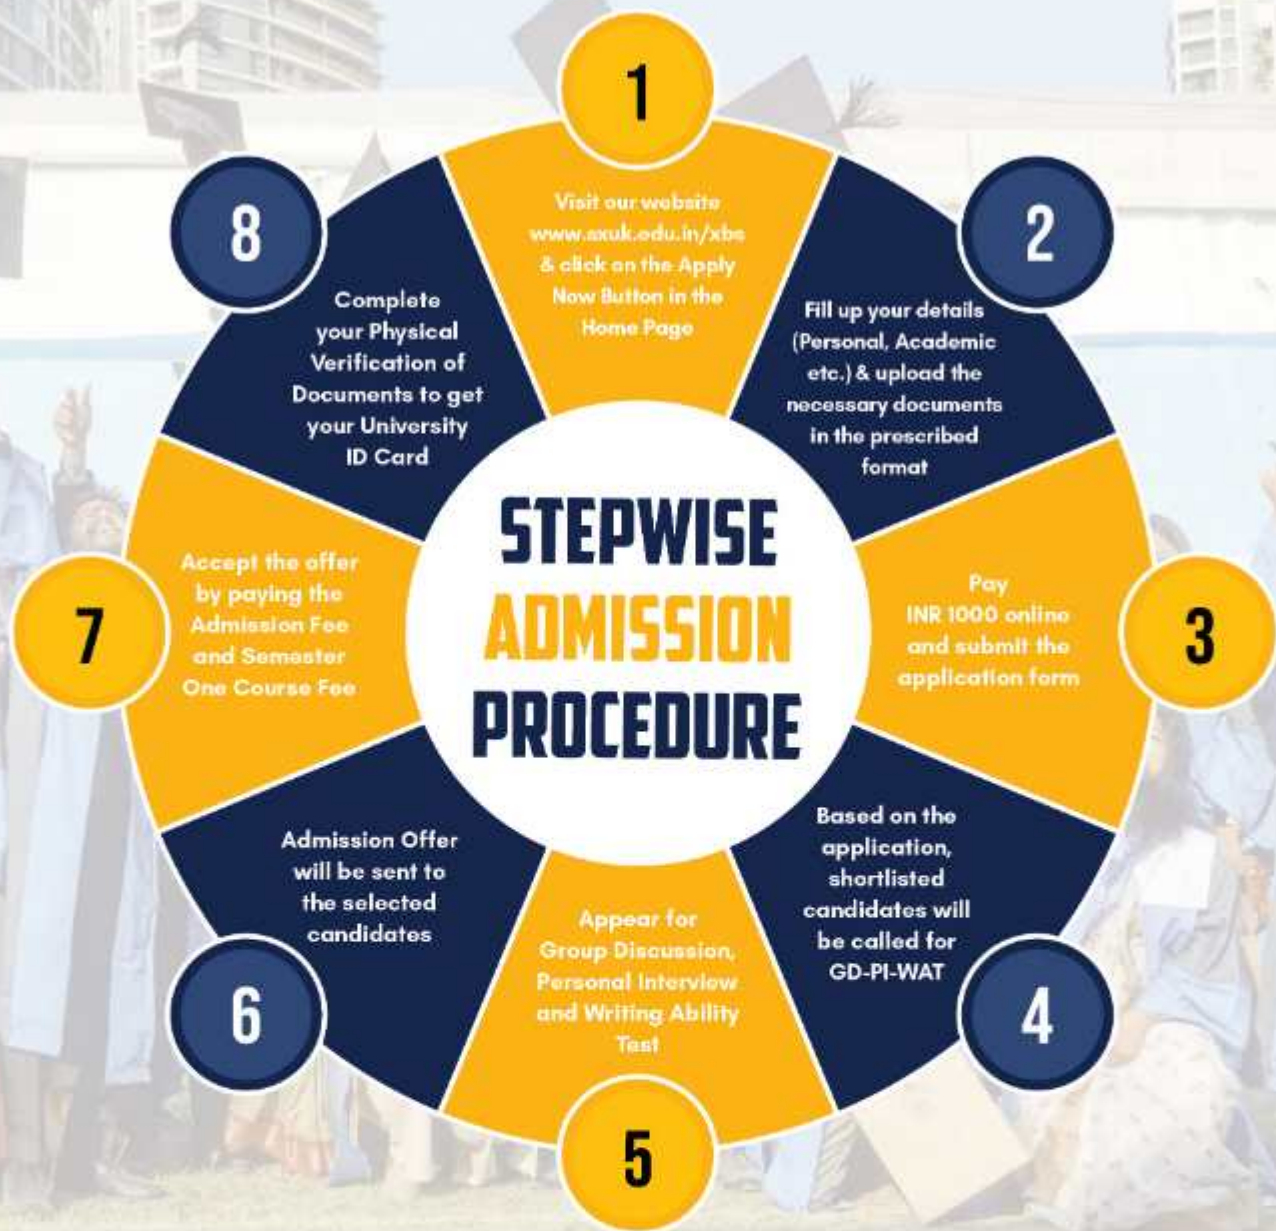 STEPWISE
ADMISSION
PROCEDURE
1
Visit our website
www.sxuk.edu.in/xbs
& click on the Apply
Now Button in the
Home Page
2
Fill up your details
(Personal, Academic
etc.) & upload the
necessary documents
in the prescribed
format
3
Pay
INR 1000 online
and submit the
application form
4
Based on the
application,
shortlisted
candidates will
be called for
GD-PI-WAT
5
Appear for
Group Discussion,
Personal Interview
and Writing Ability
Test
6
Admission Offer
will be sent to
the selected
candidates
7
Accept the offer
by paying the
Admission Fee
and Semester
One Course Fee
8
Complete
your Physical
Verification of
Documents to get
your University
ID Card